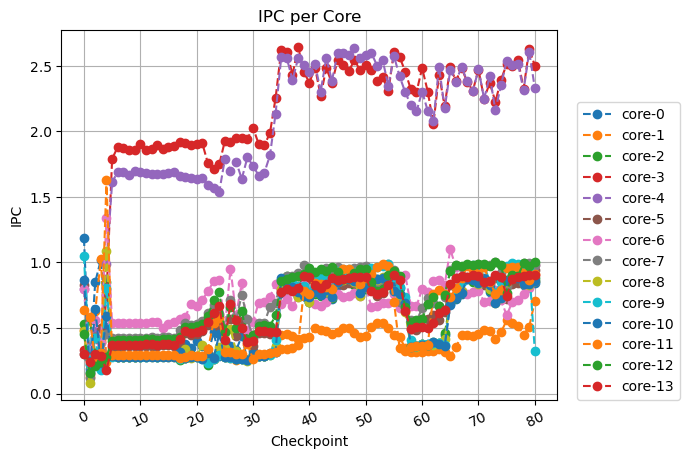 IPC per Core
IPC
2.5
2.0
1.5
1.0
0.5
0.0
0
10
20
30
40
50
60
70
80
Checkpoint
core-0
core-1
core-2
core-3
core-4
core-5
core-6
core-7
core-8
core-9
core-10
core-11
core-12
core-13